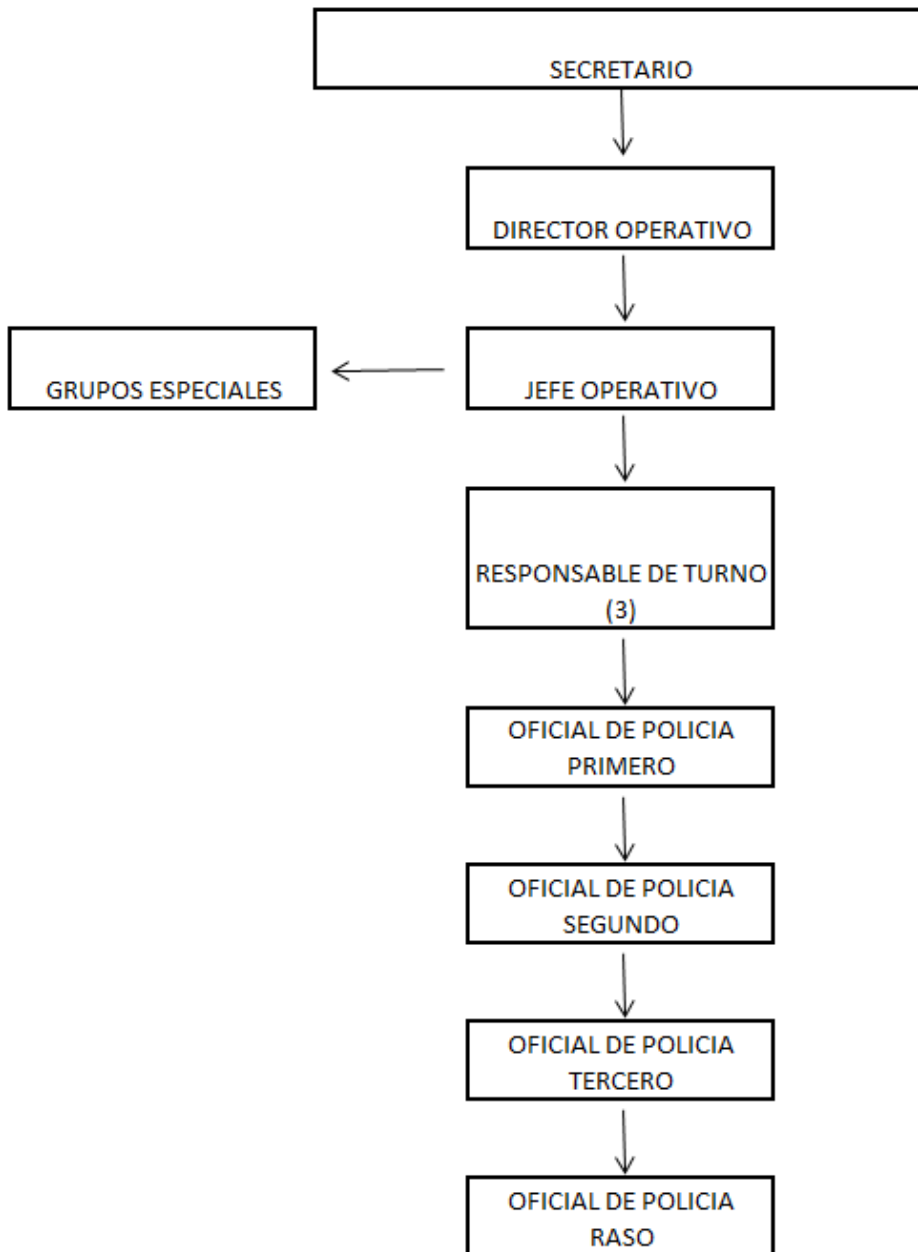 SECRETARIO
DIRECTOR OPERATIVO
GRUPOS ESPECIALES
JEFE OPERATIVO
RESPONSABLE DE TURNO
(3)
OFICIAL DE POLICIA
PRIMERO
OFICIAL DE POLICIA
SEGUNDO
OFICIAL DE POLICIA
TERCERO
OFICIAL DE POLICIA
RASO